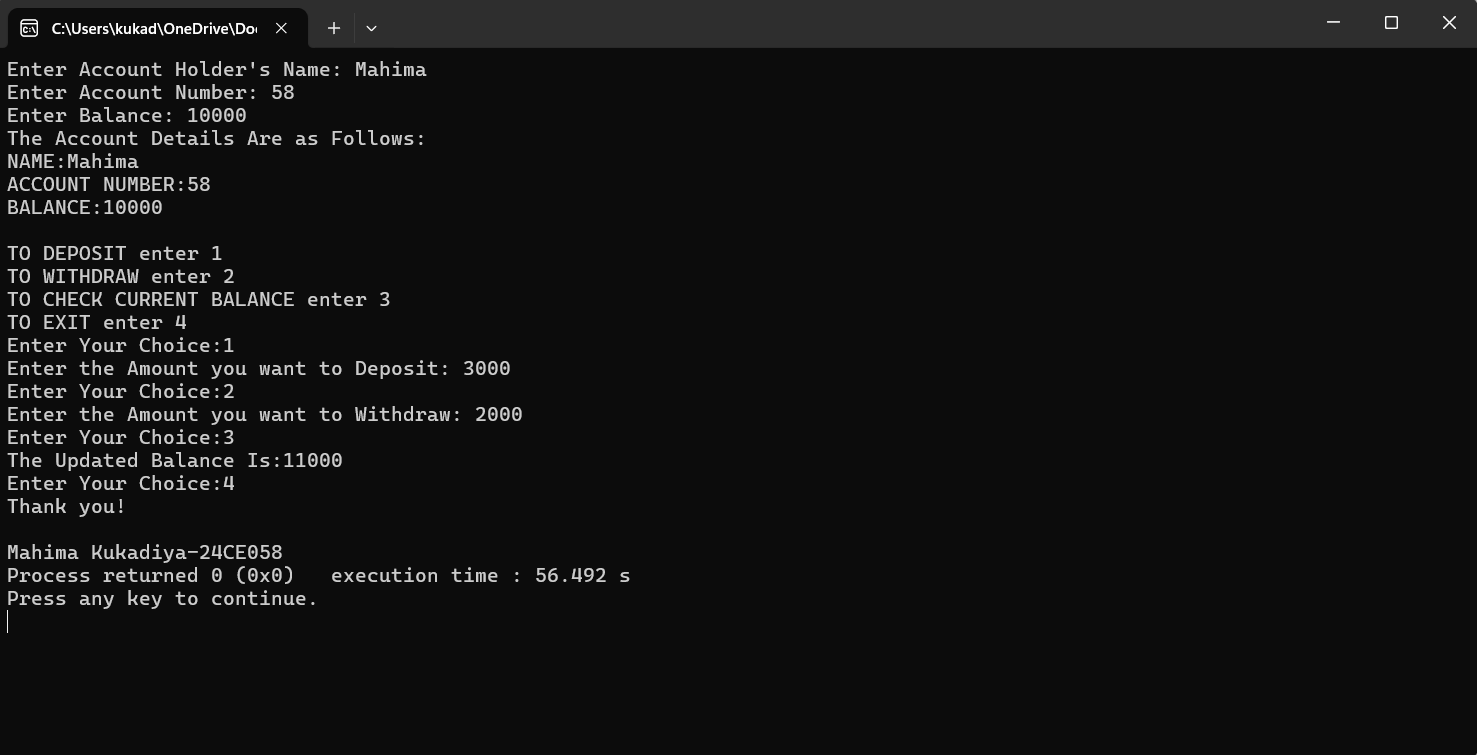 C:\Users\kukad\OneDrive\Do
Enter Account Holder's Name: Mahima
Enter Account Number: 58
Enter Balance: 10000
The Account Details Are as Follows:
NAME:Mahima
ACCOUNT NUMBER:58
BALANCE:10000
TO DEPOSIT enter 1
TO WITHDRAW enter 2
TO CHECK CURRENT BALANCE enter 3
TO EXIT enter 4
Enter Your Choice:1
Enter the Amount you want to Deposit: 3000
Enter Your Choice:2
Enter the Amount you want to Withdraw: 2000
Enter Your Choice:3
The Updated Balance Is:11000
Enter Your Choice:4
Thank you!
Mahima Kukadiya-24CE058
Process returned 0 (0x0)   execution time : 56.492 s
Press any key to continue.